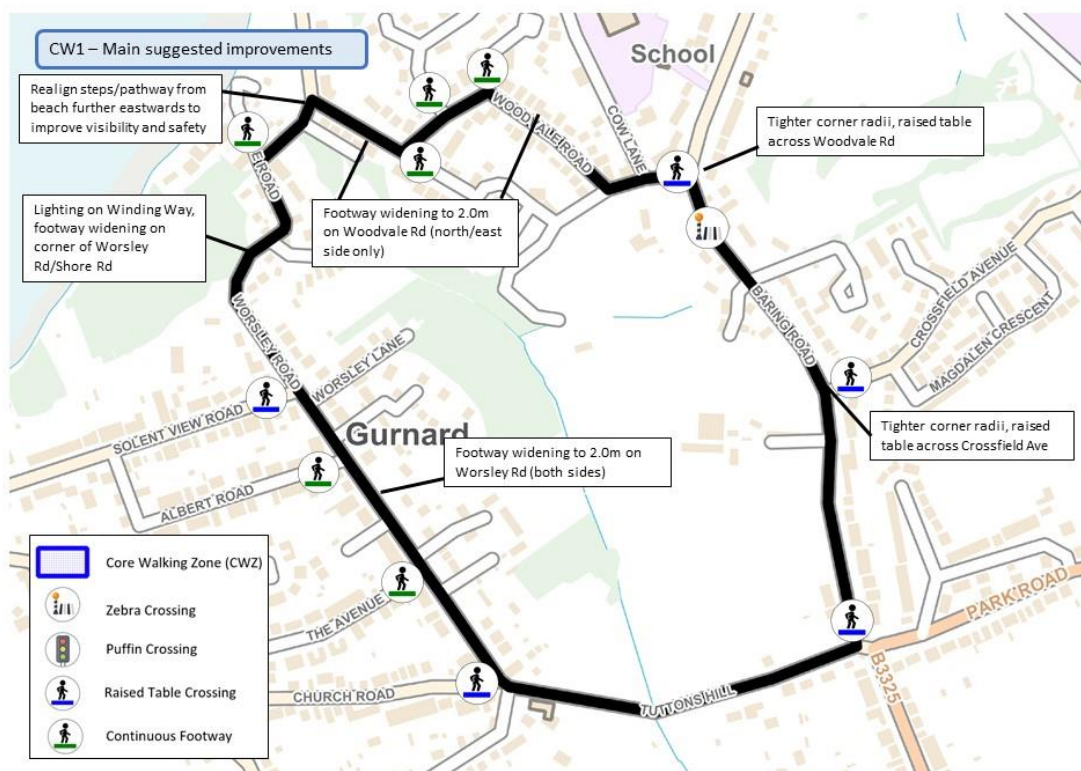 CW1 – Main suggested improvements
School
Realign steps/pathway from
beach further eastwards to
improve visibility and safety
WOODVALE ROAD
COW LANE
Tighter corner radii, raised table
across Woodvale Rd
E ROAD
Lighting on Winding Way,
footway widening on
corner of Worsley
Rd/Shore Rd
Footway widening to 2.0m
on Woodvale Rd (north/east
side only)
BARING ROAD
CROSSFIELD AVENUE
MAGDALEN CRESCENT
WORSLEY ROAD
WORSLEY LANE
SOLENT VIEW ROAD
Gurnard
Tighter corner radii, raised
table across Crossfield Ave
Footway widening to 2.0m on
Worsley Rd (both sides)
ALBERT ROAD
THE AVENUE
PARK ROAD
B3325
CHURCH ROAD
TUTTONS HILL
Core Walking Zone (CWZ)
Zebra Crossing
Puffin Crossing
Raised Table Crossing
Continuous Footway